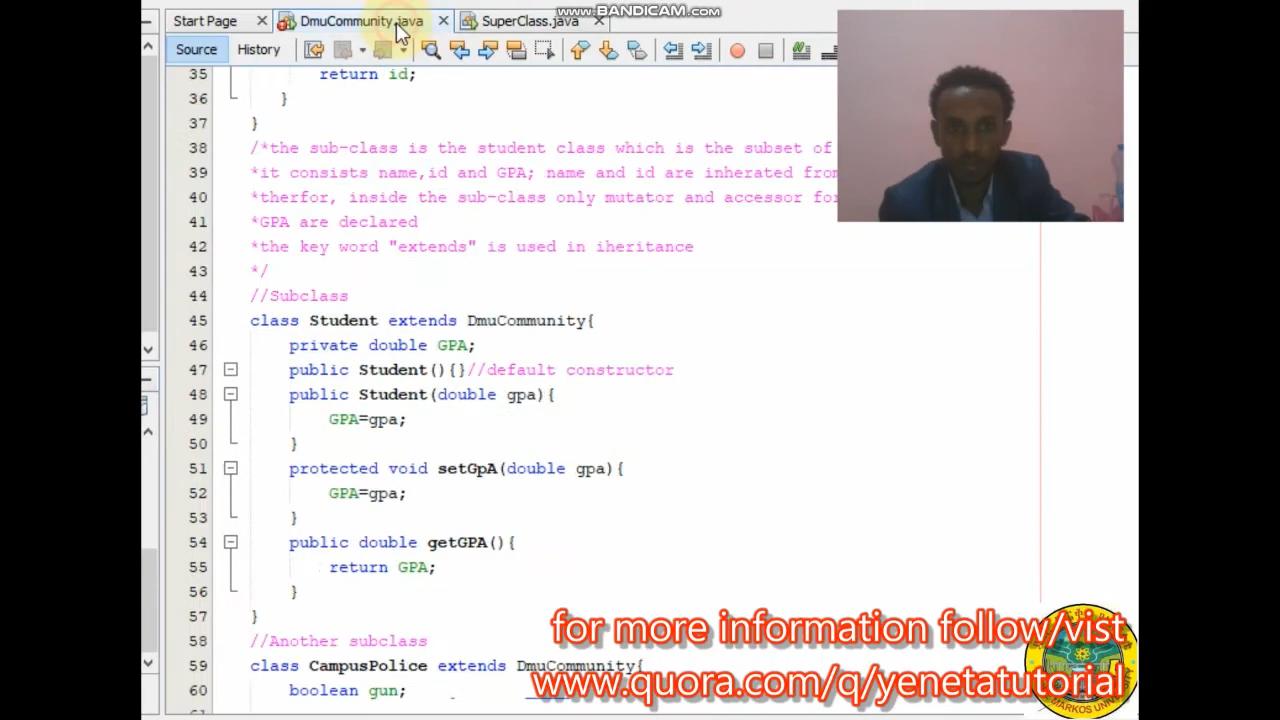 www.BANDICAM.com
Start Page DmuCommunity.java SuperClass.java
Source History
35 return id;
36 }
37 }
38 /*the sub-class is the student class which is the subset of
39 *it consists name,id and GPA; name and id are inherated from
40 *therfor, inside the sub-class only mutator and accessor for
41 *GPA are declared
42 *the key word "extends" is used in iheritance
43 */
44 //Subclass
45 class Student extends DmuCommunity{
46 private double GPA;
47 public Student(){}//default constructor
48 public Student(double gpa){
49 GPA=gpa;
50 }
51 protected void setGpA(double gpa){
52 GPA=gpa;
53 }
54 public double getGPA(){
55 return GPA;
56 }
57 }
58 //Another subclass
59 class CampusPolice extends DmuCommunity{
60 boolean gun;
for more information follow/vist
www.quora.com/q/yenetatutorial
MARKOS UNIVERSITY